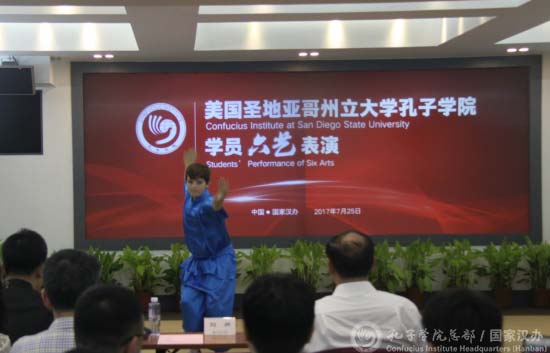 美国圣地亚哥州立大学孔子学院
Confucius Institute at San Diego State University
学员六艺表演
Students' Performance of Six Arts
中国●国家汉办 2017年7月25日
孔子学院总部/国家汉办
Confucius Institute Headquarters (Hanban)